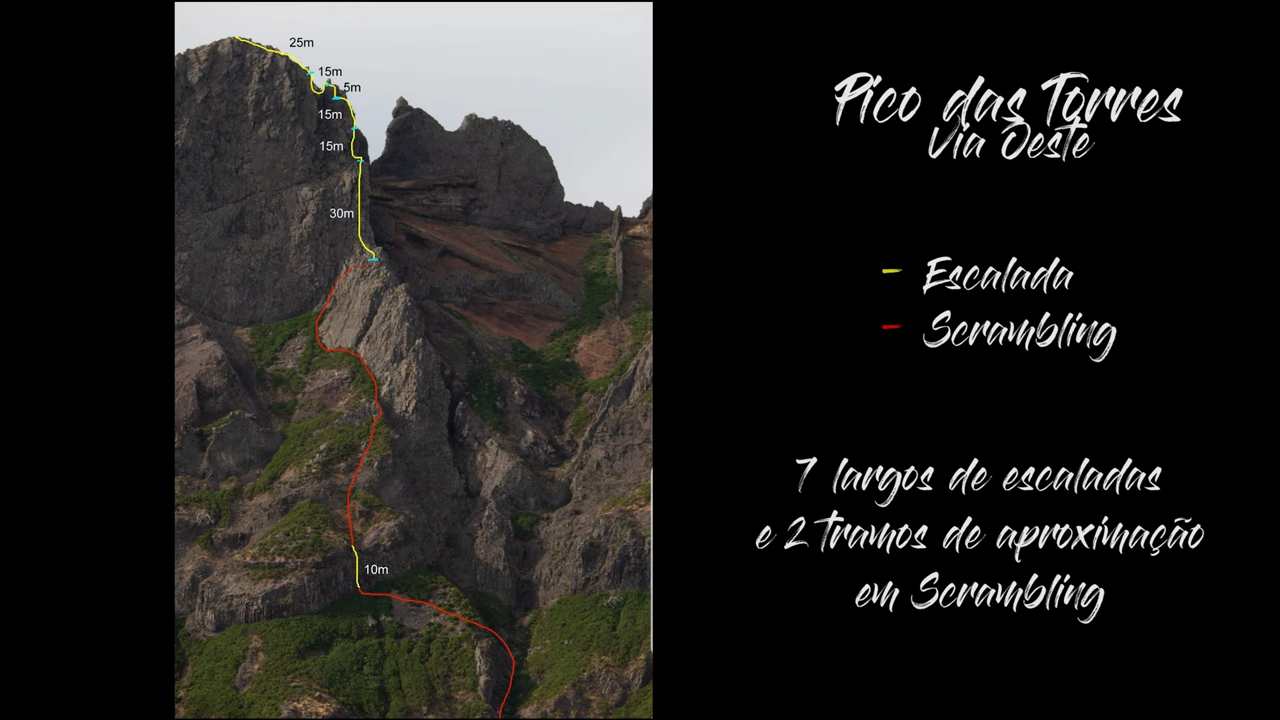 25m
15m
5m
15m
15m
30m
10m
Pico das Torres
Via Oeste
Escalada
Scrambling
7 largos de escaladas
e 2 tramos de aproximação
em Scrambling